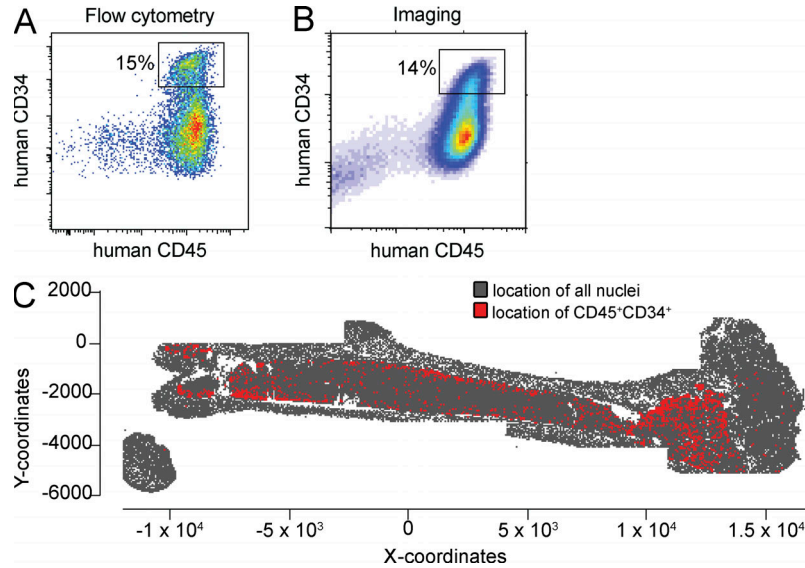 A
Flow cytometry
15%
human CD34
human CD45
B
Imaging
14%
human CD34
human CD45
C
location of all nuclei
location of CD45⁺CD34⁺
Y-coordinates
2000
0
-2000
-4000
-6000
-1 x 10⁴
-5 x 10³
0
5 x 10³
1 x 10⁴
1.5 x 10⁴
X-coordinates